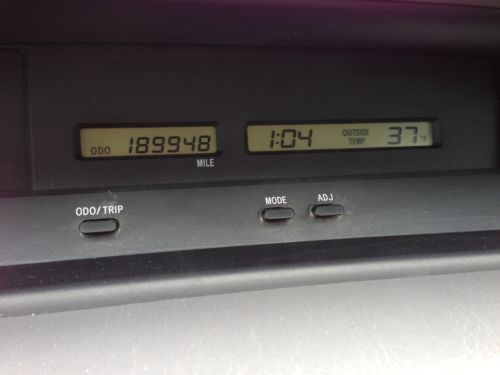 ODO 189948
MILE
1:04 OUTSIDE TEMP 37°F
ODO/TRIP
MODE
ADJ